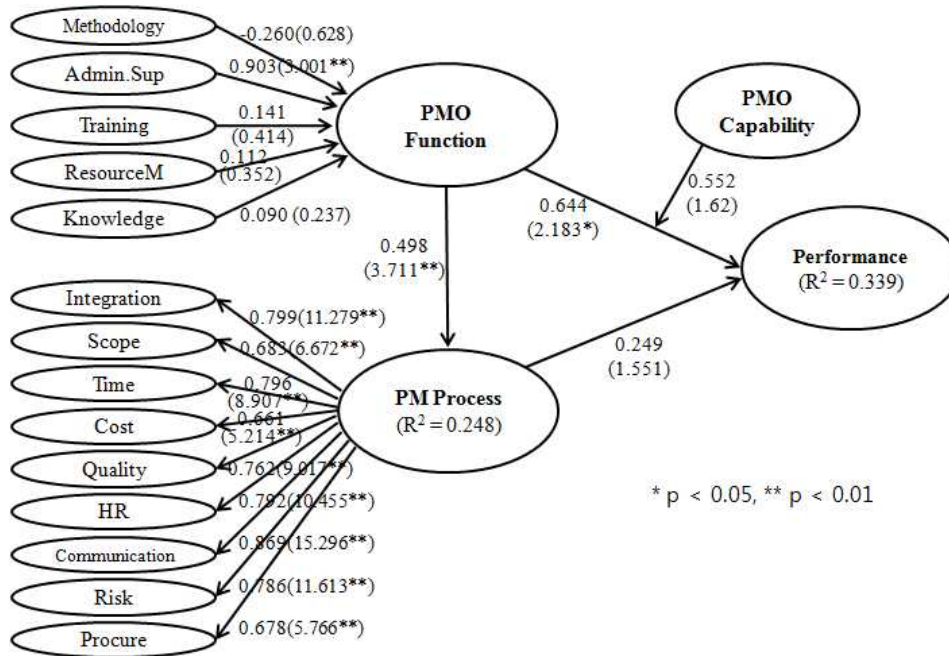 Methodology
-0.260(0.628)
Admin.Sup
0.903(3.001**)
Training
0.141
(0.414)
ResourceM
0.112
(0.352)
Knowledge
0.090 (0.237)
PMO
Function
PMO
Capability
0.552
(1.62)
0.644
(2.183*)
0.498
(3.711**)
Performance
(R² = 0.339)
Integration
0.799(11.279**)
Scope
0.683(6.672**)
Time
0.796
(8.907**)
Cost
0.661
(5.214**)
Quality
0.762(9.017**)
HR
0.792(10.455**)
Communication
0.869(15.296**)
Risk
0.786(11.613**)
Procure
0.678(5.766**)
PM Process
(R² = 0.248)
0.249
(1.551)
* p < 0.05, ** p < 0.01